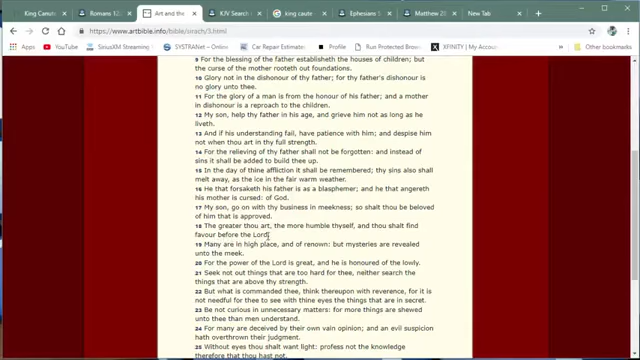 King Canute
Romans 12
Art and the
KJV Search
king canute
Ephesians 5
Matthew 20
New Tab
https://www.artbible.info/bible/sirach/3.html
Apps
Bookmarks
SiriusXM Streaming
SYSTRANet - Online
Car Repair Estimates
XFINITY
Other bookmarks
9 For the blessing of the father establisheth the houses of children; but
the curse of the mother rooteth out foundations.
10 Glory not in the dishonour of thy father; for thy father's dishonour is
no glory unto thee.
11 For the glory of a man is from the honour of his father; and a mother
in dishonour is a reproach to the children.
12 My son, help thy father in his age, and grieve him not as long as he
liveth.
13 And if his understanding fail, have patience with him; and despise him
not when thou art in thy full strength.
14 For the relieving of thy father shall not be forgotten: and instead of
sins it shall be added to build thee up.
15 In the day of thine affliction it shall be remembered; thy sins also shall
melt away, as the ice in the fair warm weather.
16 He that forsaketh his father is as a blasphemer; and he that angereth
his mother is cursed: of God.
17 My son, go on with thy business in meekness; so shalt thou be beloved
of him that is approved.
18 The greater thou art, the more humble thyself, and thou shalt find
favour before the Lord.
19 Many are in high place, and of renown: but mysteries are revealed
unto the meek.
20 For the power of the Lord is great, and he is honoured of the lowly.
21 Seek not out things that are too hard for thee, neither search the
things that are above thy strength.
22 But what is commanded thee, think thereupon with reverence, for it is
not needful for thee to see with thine eyes the things that are in secret.
23 Be not curious in unnecessary matters: for more things are shewed
unto thee than men understand.
24 For many are deceived by their own vain opinion; and an evil suspicion
hath overthrown their judgment.
25 Without eyes thou shalt want light: profess not the knowledge
therefore that thou hast not.